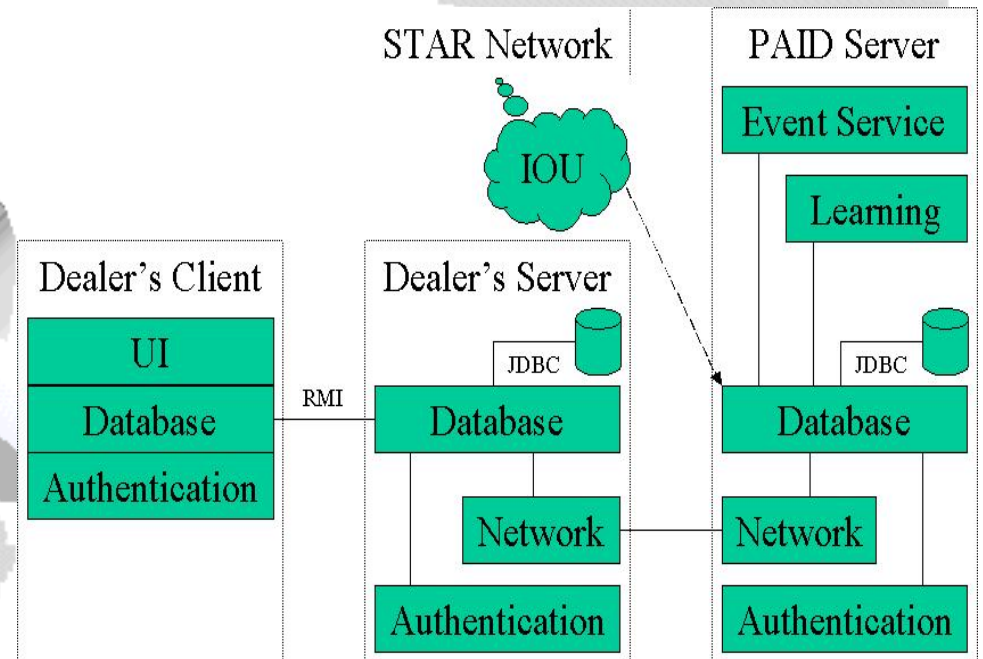 STAR Network
PAID Server
Event Service
IOU
Learning
Dealer's Client
Dealer's Server
UI
JDBC
JDBC
RMI
Database
Database
Database
Authentication
Network
Network
Authentication
Authentication